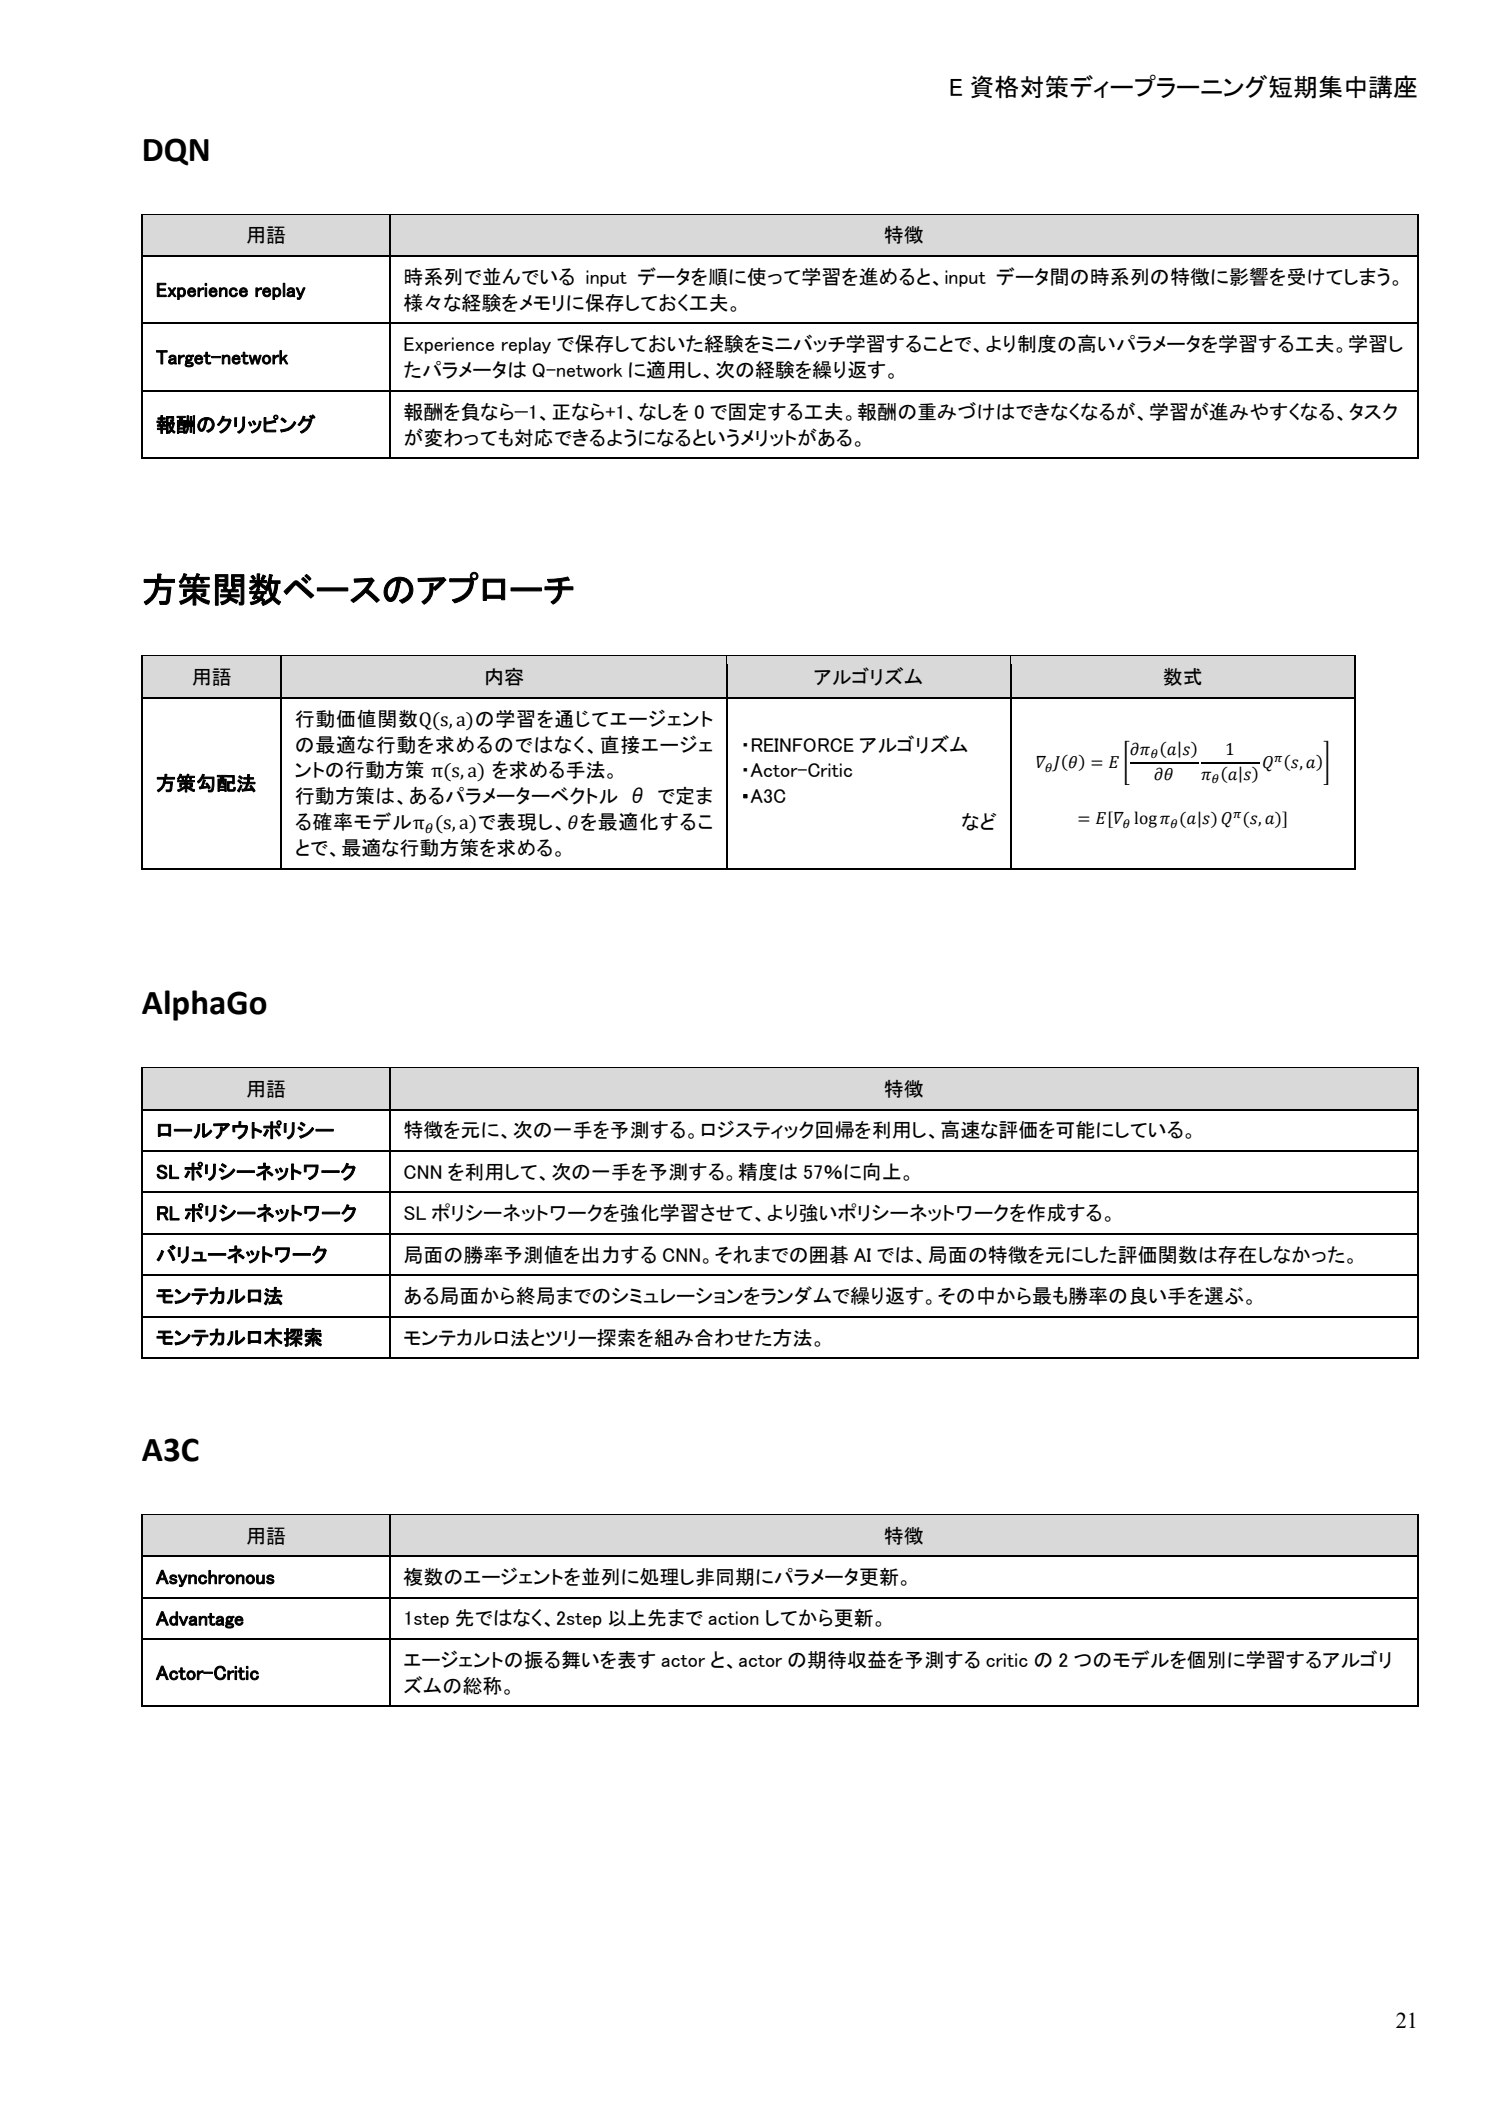 E 資格対策ディープラーニング短期集中講座
DQN
用語 特徴
Experience replay
時系列で並んでいる input データを順に使って学習を進めると、input データ間の時系列の特徴に影響を受けてしまう。
様々な経験をメモリに保存しておく工夫。
Target-network
Experience replay で保存しておいた経験をミニバッチ学習することで、より制度の高いパラメータを学習する工夫。学習し
たパラメータは Q-network に適用し、次の経験を繰り返す。
報酬のクリッピング
報酬を負なら−1、正なら+1、なしを 0 で固定する工夫。報酬の重みづけはできなくなるが、学習が進みやすくなる、タスク
が変わっても対応できるようになるというメリットがある。
方策関数ベースのアプローチ
用語 内容 アルゴリズム 数式
方策勾配法
行動価値関数Q(s,a)の学習を通じてエージェント
の最適な行動を求めるのではなく、直接エージェ
ントの行動方策 π(s,a) を求める手法。
行動方策は、あるパラメーターベクトル θ で定ま
る確率モデルπ_θ(s,a)で表現し、θを最適化するこ
とで、最適な行動方策を求める。
・REINFORCE アルゴリズム
・Actor-Critic
・A3C
など
∇_θJ(θ) = E[∂π_θ(a|s)/∂θ 1/π_θ(a|s) Q^π(s,a)]
= E[∇_θ log π_θ(a|s) Q^π(s,a)]
AlphaGo
用語 特徴
ロールアウトポリシー 特徴を元に、次の一手を予測する。ロジスティック回帰を利用し、高速な評価を可能にしている。
SL ポリシーネットワーク CNN を利用して、次の一手を予測する。精度は 57%に向上。
RL ポリシーネットワーク SL ポリシーネットワークを強化学習させて、より強いポリシーネットワークを作成する。
バリューネットワーク 局面の勝率予測値を出力する CNN。それまでの囲碁 AI では、局面の特徴を元にした評価関数は存在しなかった。
モンテカルロ法 ある局面から終局までのシミュレーションをランダムで繰り返す。その中から最も勝率の良い手を選ぶ。
モンテカルロ木探索 モンテカルロ法とツリー探索を組み合わせた方法。
A3C
用語 特徴
Asynchronous 複数のエージェントを並列に処理し非同期にパラメータ更新。
Advantage 1step 先ではなく、2step 以上先まで action してから更新。
Actor-Critic
エージェントの振る舞いを表す actor と、actor の期待収益を予測する critic の 2 つのモデルを個別に学習するアルゴリ
ズムの総称。
21